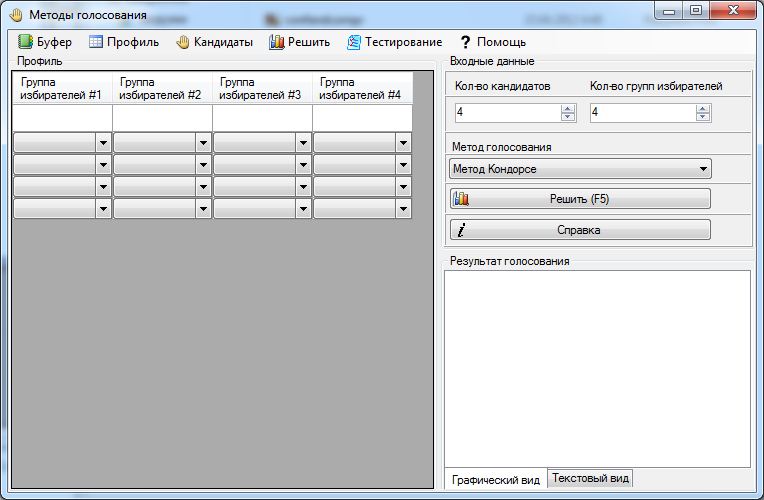 Методы голосования
Буфер Профиль Кандидаты Решить Тестирование ? Помощь
Профиль
Группа избирателей #1
Группа избирателей #2
Группа избирателей #3
Группа избирателей #4
Входные данные
Кол-во кандидатов Кол-во групп избирателей
4 4
Метод голосования
Метод Кондорсе
Решить (F5)
i Справка
Результат голосования
Графический вид Текстовый вид